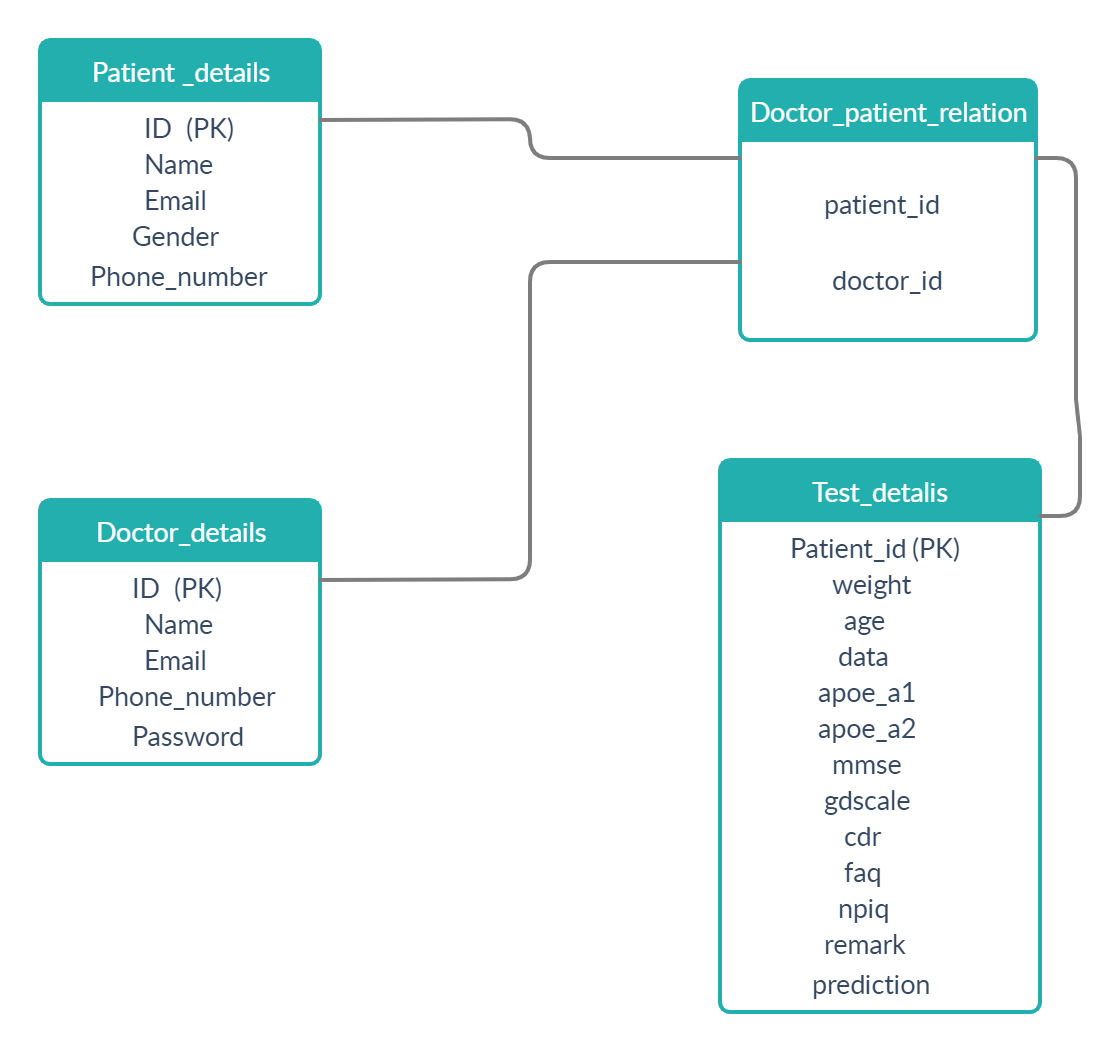 Patient _details
ID (PK)
Name
Email
Gender
Phone_number
Doctor_patient_relation
patient_id
doctor_id
Doctor_details
ID (PK)
Name
Email
Phone_number
Password
Test_detalis
Patient_id (PK)
weight
age
data
apoe_a1
apoe_a2
mmse
gdscale
cdr
faq
npiq
remark
prediction